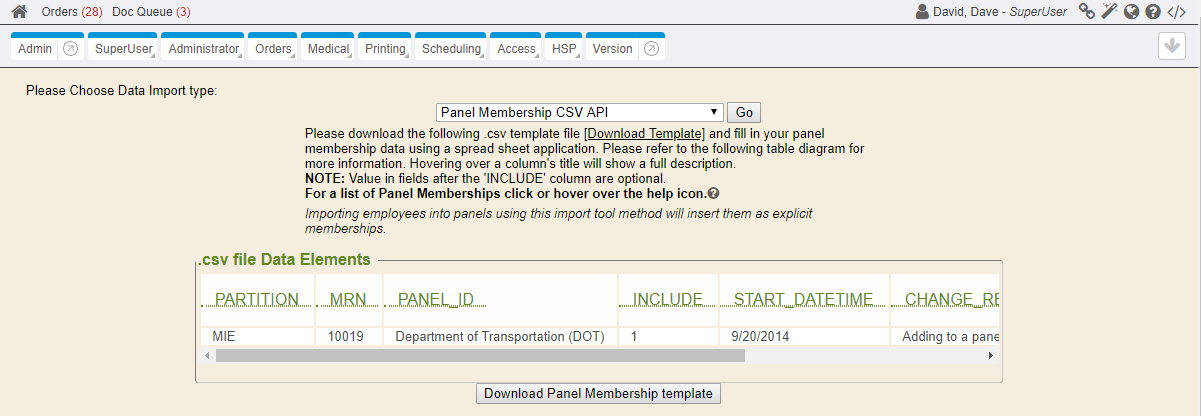 Orders (28) Doc Queue (3) David, Dave - SuperUser
Admin SuperUser Administrator Orders Medical Printing Scheduling Access HSP Version
Please Choose Data Import type:
Panel Membership CSV API Go
Please download the following .csv template file [Download Template] and fill in your panel
membership data using a spread sheet application. Please refer to the following table diagram for
more information. Hovering over a column's title will show a full description.
NOTE: Value in fields after the 'INCLUDE' column are optional.
For a list of Panel Memberships click or hover over the help icon.
Importing employees into panels using this import tool method will insert them as explicit
memberships.
.csv file Data Elements
PARTITION MRN PANEL_ID INCLUDE START_DATETIME CHANGE_RE
MIE 10019 Department of Transportation (DOT) 1 9/20/2014 Adding to a pane
Download Panel Membership template